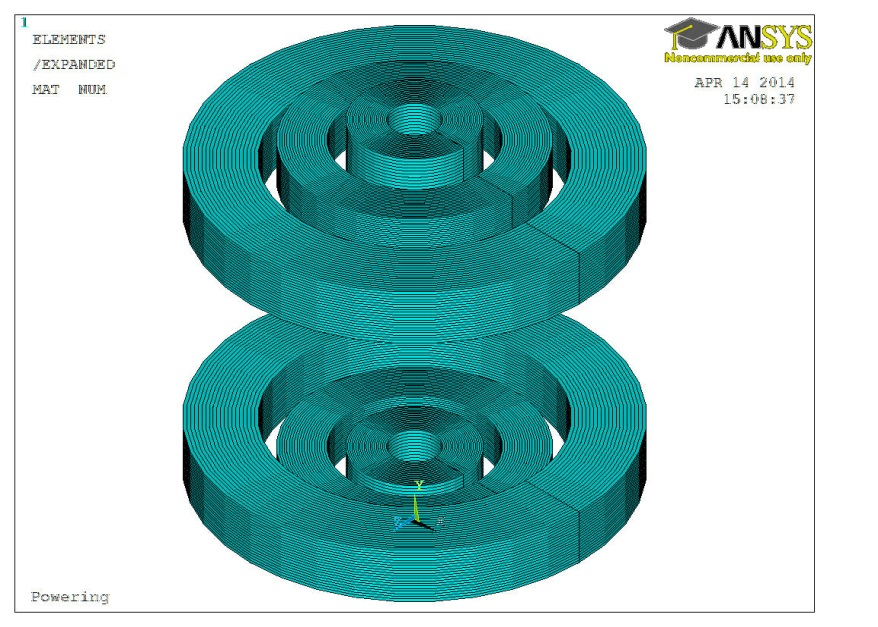 1
ELEMENTS
/EXPANDED
MAT NUM
ANSYS
Noncommercial use only
APR 14 2014
15:08:37
Y
Powering